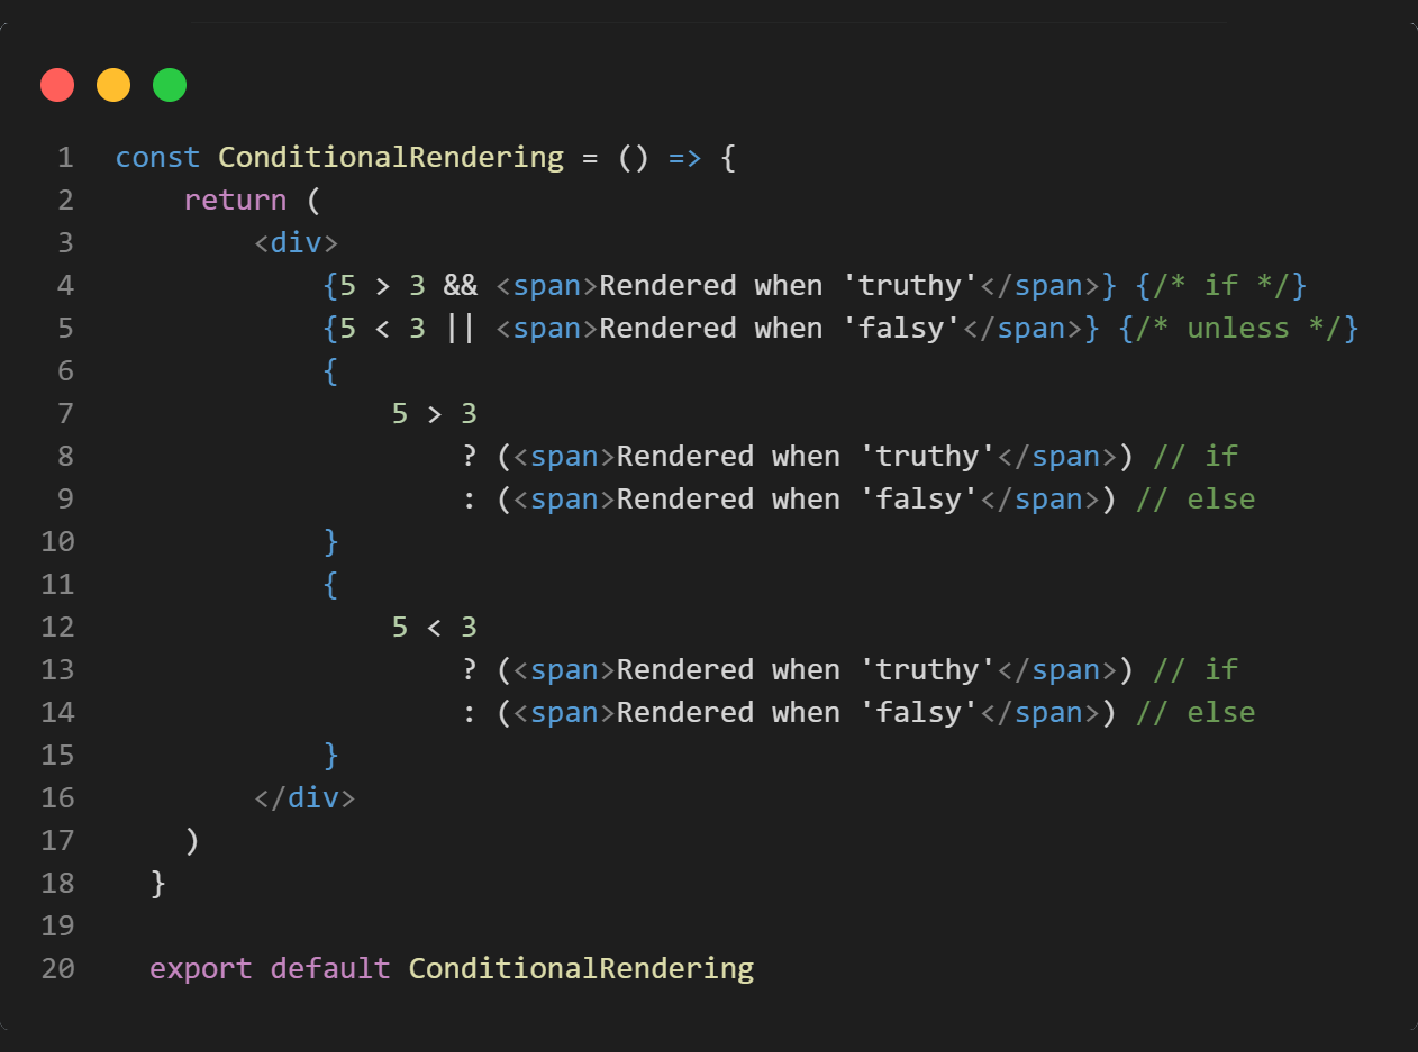 1 const ConditionalRendering = () => {
2 return (
3 <div>
4 {5 > 3 && <span>Rendered when 'truthy'</span>} {/* if */}
5 {5 < 3 || <span>Rendered when 'falsy'</span>} {/* unless */}
6 {
7 5 > 3
8 ? (<span>Rendered when 'truthy'</span>) // if
9 : (<span>Rendered when 'falsy'</span>) // else
10 }
11 {
12 5 < 3
13 ? (<span>Rendered when 'truthy'</span>) // if
14 : (<span>Rendered when 'falsy'</span>) // else
15 }
16 </div>
17 )
18 }
19
20 export default ConditionalRendering